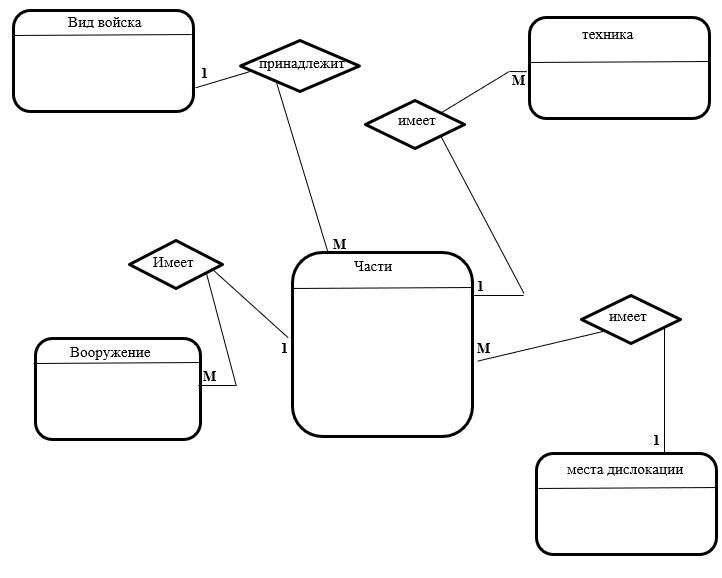 Вид войска
техника
принадлежит
1
М
имеет
М
Части
Имеет
1
имеет
1
М
Вооружение
М
1
места дислокации